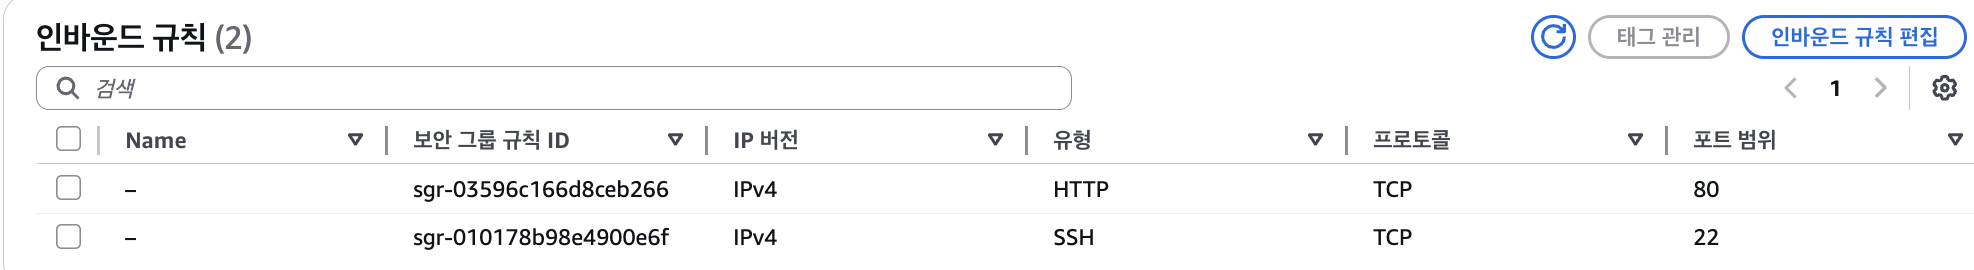 인바운드 규칙 (2)
태그 관리
인바운드 규칙 편집
검색
1
Name 보안 그룹 규칙 ID IP 버전 유형 프로토콜 포트 범위
– sgr-03596c166d8ceb266 IPv4 HTTP TCP 80
– sgr-010178b98e4900e6f IPv4 SSH TCP 22